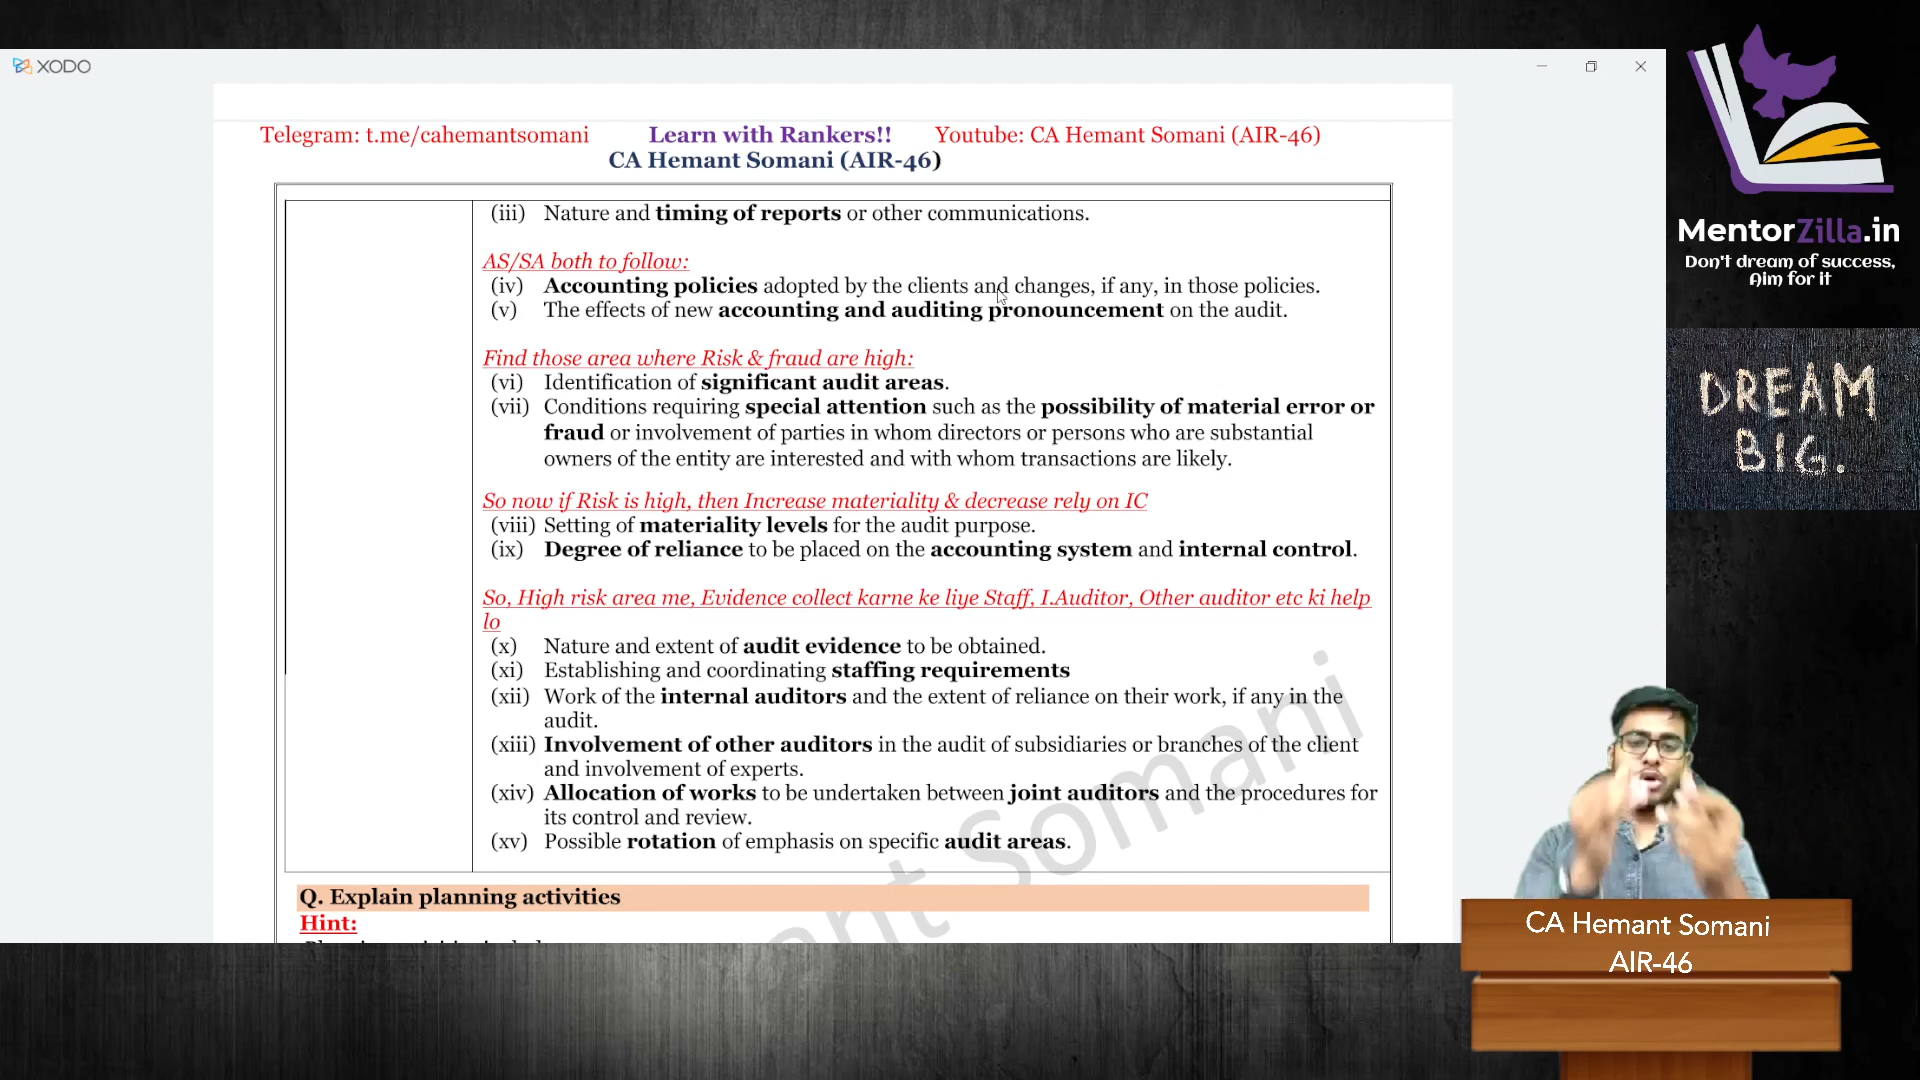 XODO
Telegram: t.me/cahemantsomani Learn with Rankers!! Youtube: CA Hemant Somani (AIR-46)
CA Hemant Somani (AIR-46)
(iii) Nature and timing of reports or other communications.
AS/SA both to follow:
(iv) Accounting policies adopted by the clients and changes, if any, in those policies.
(v) The effects of new accounting and auditing pronouncement on the audit.
Find those area where Risk & fraud are high:
(vi) Identification of significant audit areas.
(vii) Conditions requiring special attention such as the possibility of material error or
fraud or involvement of parties in whom directors or persons who are substantial
owners of the entity are interested and with whom transactions are likely.
So now if Risk is high, then Increase materiality & decrease rely on IC
(viii) Setting of materiality levels for the audit purpose.
(ix) Degree of reliance to be placed on the accounting system and internal control.
So, High risk area me, Evidence collect karne ke liye Staff, I.Auditor, Other auditor etc ki help
lo
(x) Nature and extent of audit evidence to be obtained.
(xi) Establishing and coordinating staffing requirements
(xii) Work of the internal auditors and the extent of reliance on their work, if any in the
audit.
(xiii) Involvement of other auditors in the audit of subsidiaries or branches of the client
and involvement of experts.
(xiv) Allocation of works to be undertaken between joint auditors and the procedures for
its control and review.
(xv) Possible rotation of emphasis on specific audit areas.
Q. Explain planning activities
Hint:
ant Somani
MentorZilla.in
Don't dream of success,
Aim for it
DREAM
BIG.
CA Hemant Somani
AIR-46